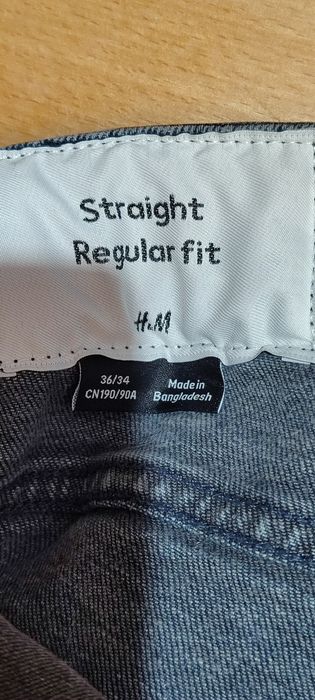 Straight
Regular fit
H&M
36/34
CN190/90A
Made in
Bangladesh